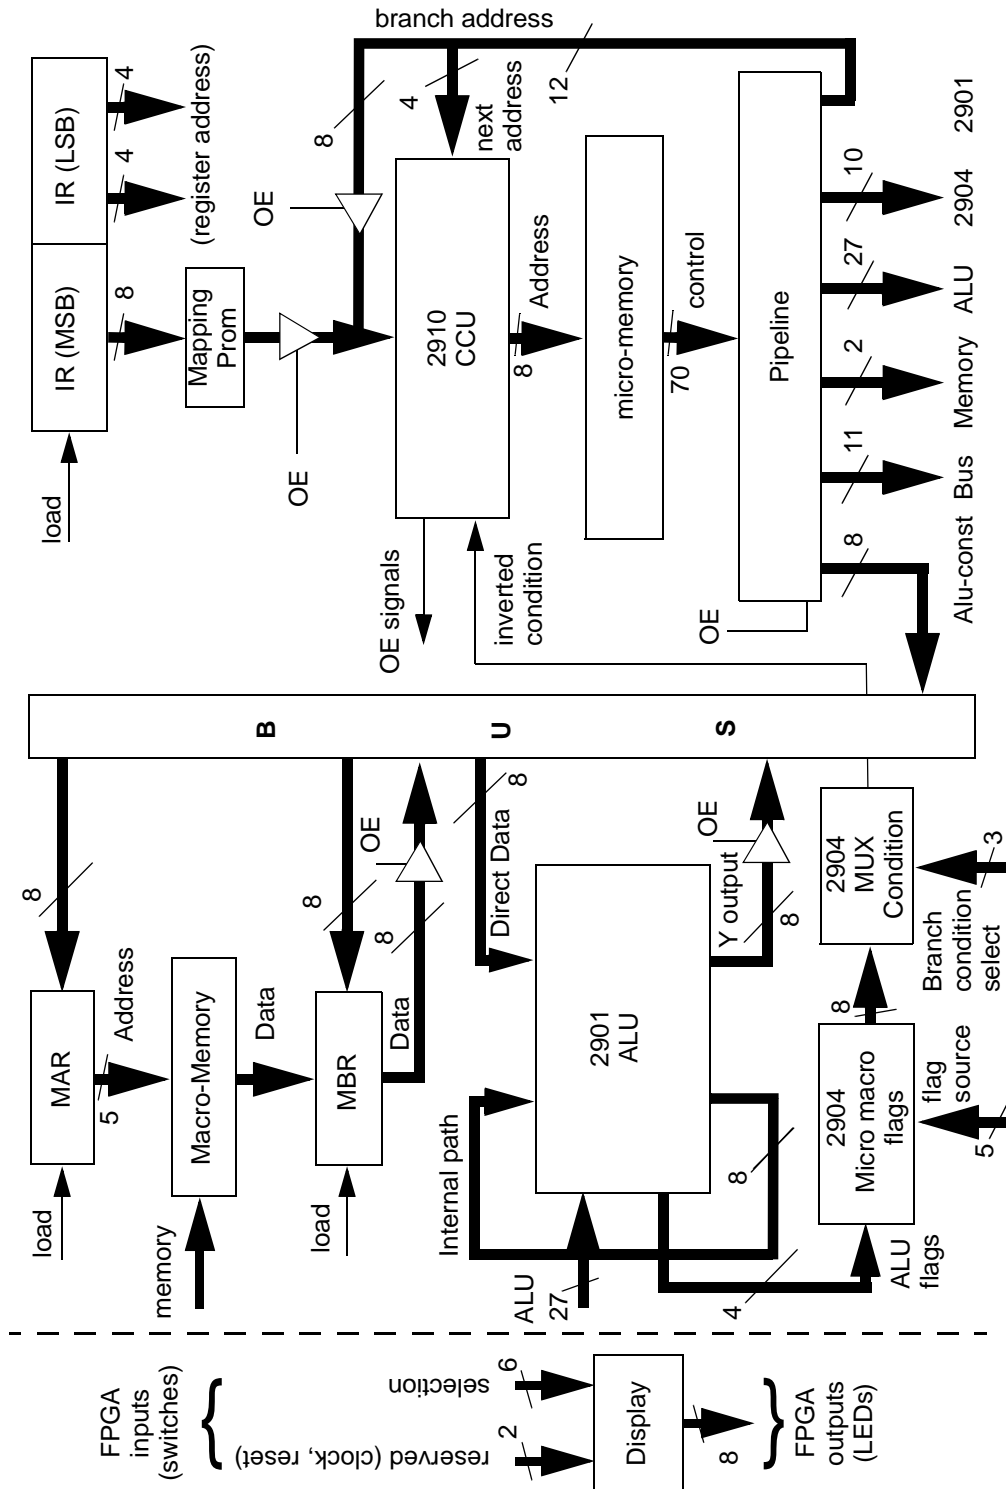 branch address
IR (MSB)
IR (LSB)
load
8
4
4
(register address)
Mapping
Prom
OE
OE
8
4
12
next
address
2910
CCU
OE signals
inverted
condition
8
Address
micro-memory
70
control
Pipeline
OE
8
11
2
27
10
Alu-const
Bus
Memory
ALU
2904
2901
B U S
8
MAR
load
5
Address
Macro-Memory
memory
Data
8
MBR
load
Data
8
OE
8
Direct Data
Internal path
2901
ALU
ALU
27
Y output
OE
8
8
4
ALU
flags
2904
Micro macro
flags
flag
source
5
8
2904
MUX
Condition
Branch
condition
select
3
FPGA
inputs
(switches)
reserved (clock, reset)
selection
2
6
Display
8
FPGA
outputs
(LEDs)